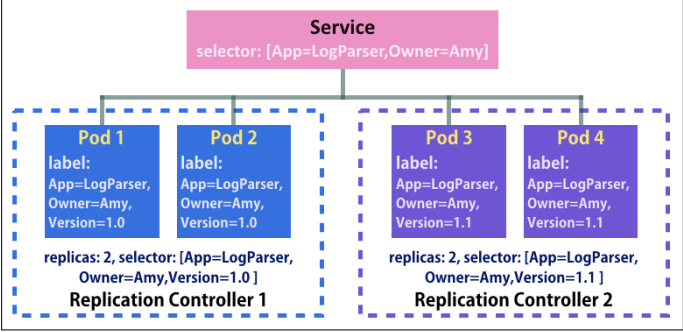 Service
selector: [App=LogParser,Owner=Amy]
Pod 1
label:
App=LogParser,
Owner=Amy,
Version=1.0
Pod 2
label:
App=LogParser,
Owner=Amy,
Version=1.0
replicas: 2, selector: [App=LogParser,
Owner=Amy,Version=1.0 ]
Replication Controller 1
Pod 3
label:
App=LogParser,
Owner=Amy,
Version=1.1
Pod 4
label:
App=LogParser,
Owner=Amy,
Version=1.1
replicas: 2, selector: [App=LogParser,
Owner=Amy,Version=1.1 ]
Replication Controller 2